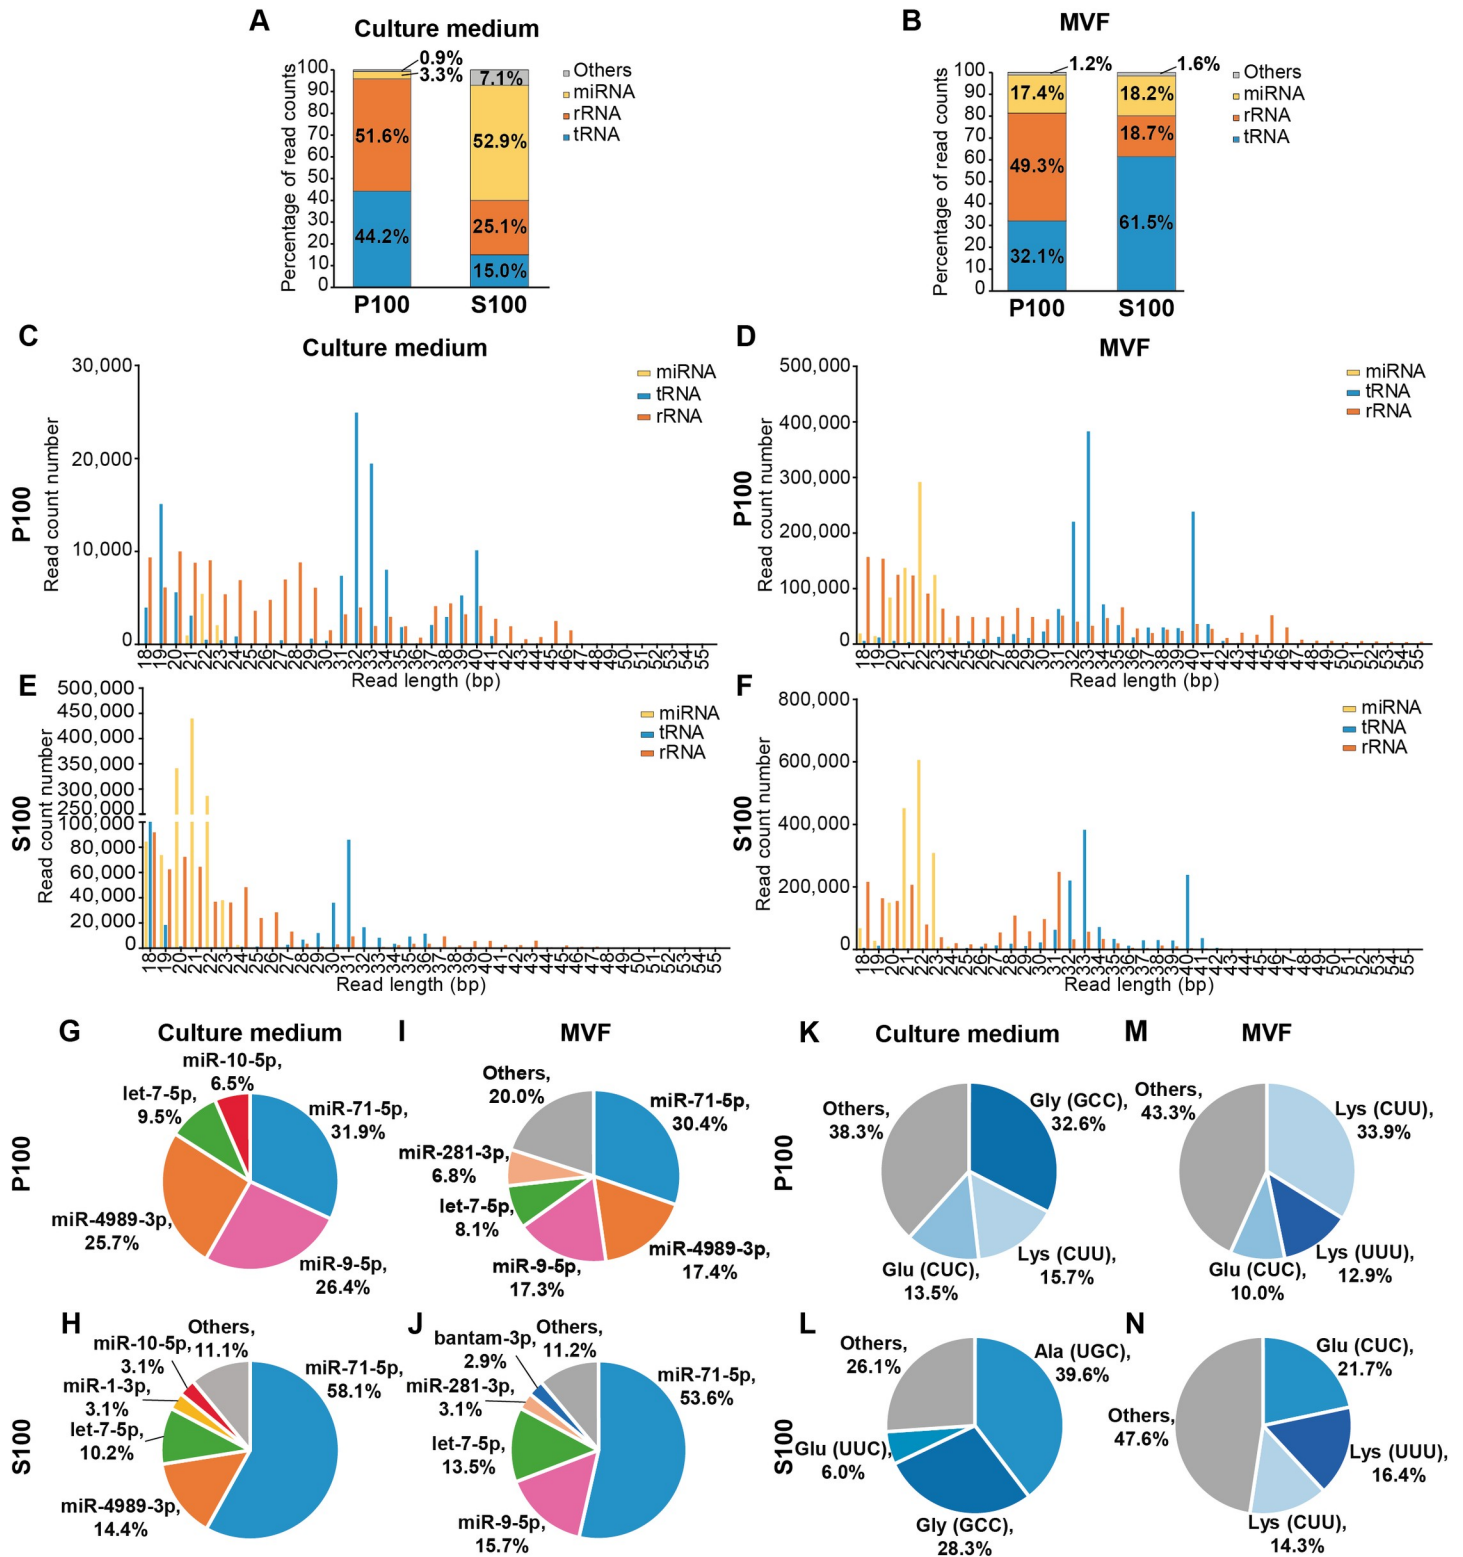 A
Culture medium
Percentage of read counts
100
90
80
70
60
50
40
30
20
10
0
0.9%
3.3%
51.6%
44.2%
7.1%
52.9%
25.1%
15.0%
P100
S100
Others
miRNA
rRNA
tRNA
B
MVF
Percentage of read counts
100
90
80
70
60
50
40
30
20
10
0
1.2%
17.4%
49.3%
32.1%
1.6%
18.2%
18.7%
61.5%
P100
S100
Others
miRNA
rRNA
tRNA
C
Culture medium
P100
Read count number
30,000
20,000
10,000
0
miRNA
tRNA
rRNA
18 19 20 21 22 23 24 25 26 27 28 29 30 31 32 33 34 35 36 37 38 39 40 41 42 43 44 45 46 47 48 49 50 51 52 53 54 55
Read length (bp)
D
MVF
P100
Read count number
500,000
400,000
300,000
200,000
100,000
0
miRNA
tRNA
rRNA
18 19 20 21 22 23 24 25 26 27 28 29 30 31 32 33 34 35 36 37 38 39 40 41 42 43 44 45 46 47 48 49 50 51 52 53 54 55
Read length (bp)
E
S100
Read count number
500,000
450,000
400,000
350,000
300,000
250,000
100,000
80,000
60,000
40,000
20,000
0
miRNA
tRNA
rRNA
18 19 20 21 22 23 24 25 26 27 28 29 30 31 32 33 34 35 36 37 38 39 40 41 42 43 44 45 46 47 48 49 50 51 52 53 54 55
Read length (bp)
F
S100
Read count number
800,000
600,000
400,000
200,000
0
miRNA
tRNA
rRNA
18 19 20 21 22 23 24 25 26 27 28 29 30 31 32 33 34 35 36 37 38 39 40 41 42 43 44 45 46 47 48 49 50 51 52 53 54 55
Read length (bp)
G
Culture medium
P100
miR-10-5p,
6.5%
let-7-5p,
9.5%
miR-71-5p,
31.9%
miR-4989-3p,
25.7%
miR-9-5p,
26.4%
I
MVF
Others,
20.0%
miR-71-5p,
30.4%
miR-281-3p,
6.8%
let-7-5p,
8.1%
miR-9-5p,
17.3%
miR-4989-3p,
17.4%
K
Culture medium
P100
Others,
38.3%
Gly (GCC),
32.6%
Glu (CUC),
13.5%
Lys (CUU),
15.7%
M
MVF
Others,
43.3%
Lys (CUU),
33.9%
Glu (CUC),
10.0%
Lys (UUU),
12.9%
H
S100
Others,
11.1%
miR-10-5p,
3.1%
miR-1-3p,
3.1%
let-7-5p,
10.2%
miR-4989-3p,
14.4%
miR-71-5p,
58.1%
J
bantam-3p,
2.9%
Others,
11.2%
miR-281-3p,
3.1%
let-7-5p,
13.5%
miR-9-5p,
15.7%
miR-71-5p,
53.6%
L
S100
Others,
26.1%
Ala (UGC),
39.6%
Glu (UUC),
6.0%
Gly (GCC),
28.3%
N
Glu (CUC),
21.7%
Others,
47.6%
Lys (UUU),
16.4%
Lys (CUU),
14.3%